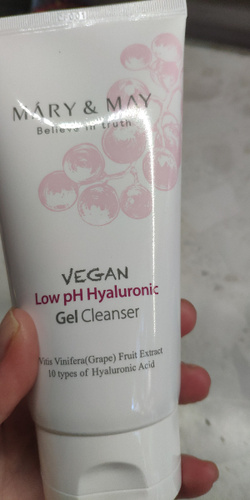 MÁRY & MAY
Believe in truth
VEGAN
Low pH Hyaluronic
Gel Cleanser
Vitis Vinifera(Grape) Fruit Extract
10 types of Hyaluronic Acid